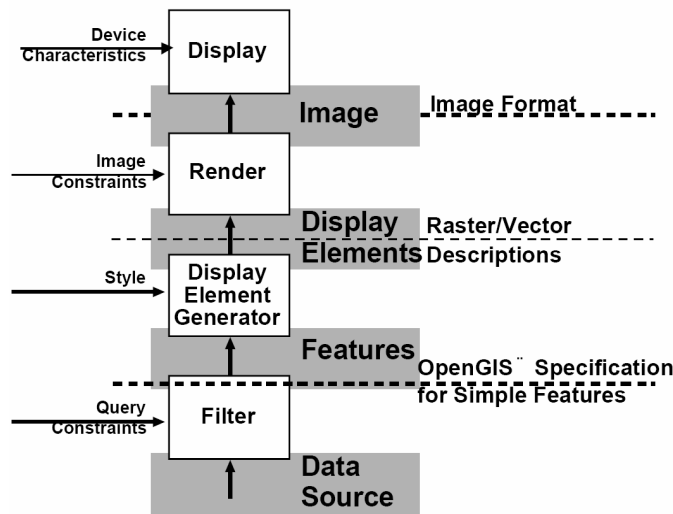 Device
Characteristics
Display
Image
Image Format
Image
Constraints
Render
Display
Elements
Raster/Vector
Descriptions
Style
Display
Element
Generator
Features
OpenGIS¨ Specification
for Simple Features
Query
Constraints
Filter
Data
Source